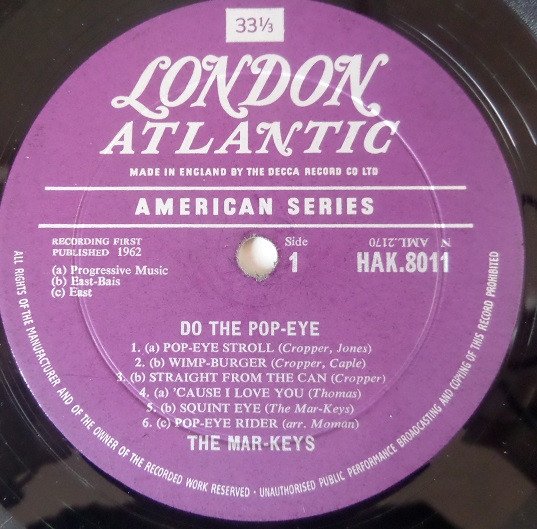 33⅓
LONDON
ATLANTIC
MADE IN ENGLAND BY THE DECCA RECORD CO LTD
AMERICAN SERIES
RECORDING FIRST
PUBLISHED 1962
(a) Progressive Music
(b) East-Bais
(c) East
Side
1
N AML.2170
HAK.8011
DO THE POP-EYE
1. (a) POP-EYE STROLL (Cropper, Jones)
2. (b) WIMP-BURGER (Cropper, Caple)
3. (b) STRAIGHT FROM THE CAN (Cropper)
4. (a) 'CAUSE I LOVE YOU (Thomas)
5. (b) SQUINT EYE (The Mar-Keys)
6. (c) POP-EYE RIDER (arr. Moman)
THE MAR-KEYS
ALL RIGHTS OF THE MANUFACTURER AND OF THE OWNER OF THE RECORDED WORK RESERVED · UNAUTHORISED PUBLIC PERFORMANCE BROADCASTING AND COPYING OF THIS RECORD PROHIBITED